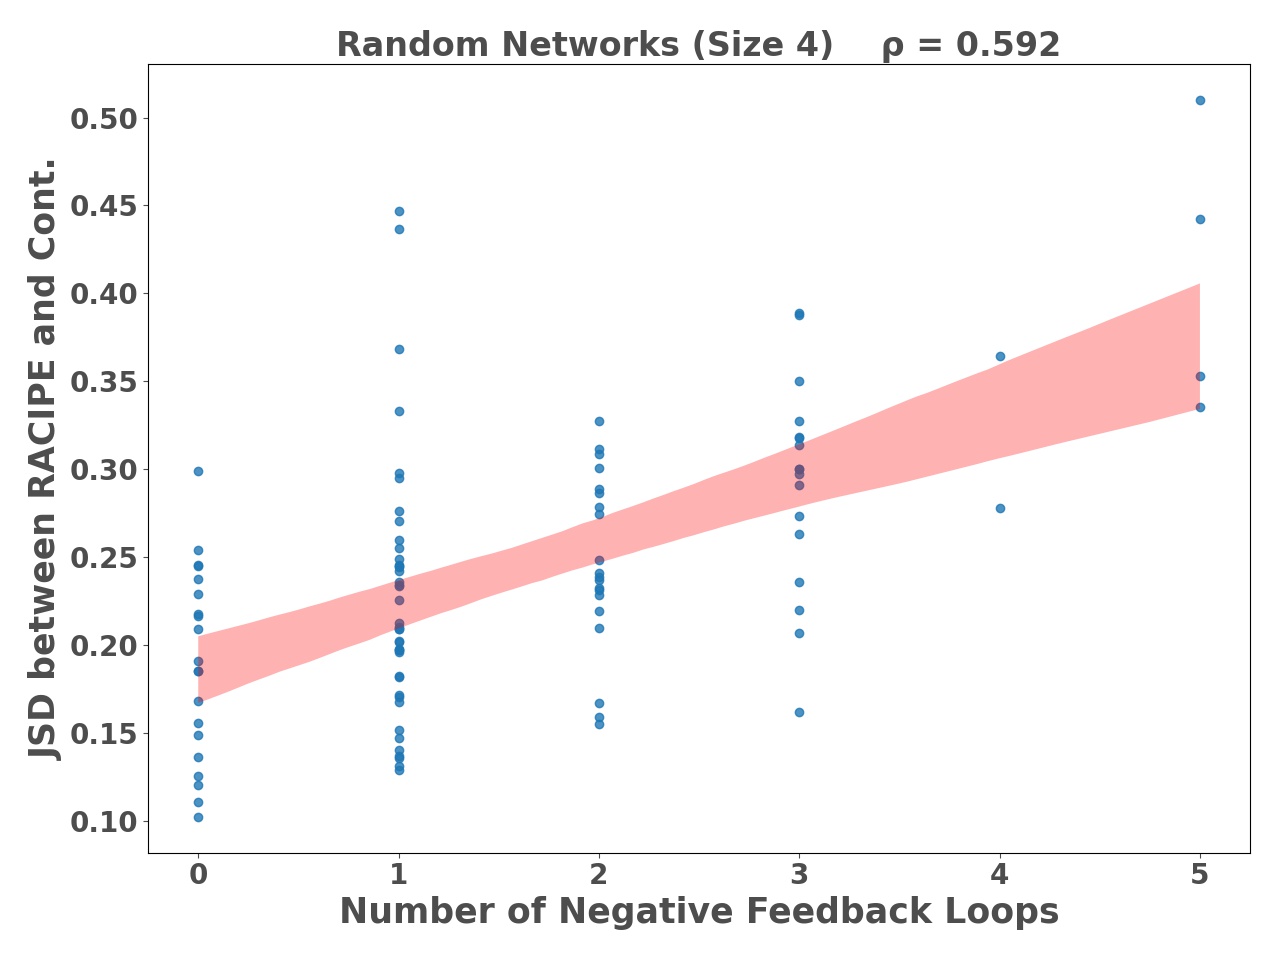 Random Networks (Size 4) ρ = 0.592
JSD between RACIPE and Cont.
0.50
0.45
0.40
0.35
0.30
0.25
0.20
0.15
0.10
0 1 2 3 4 5
Number of Negative Feedback Loops